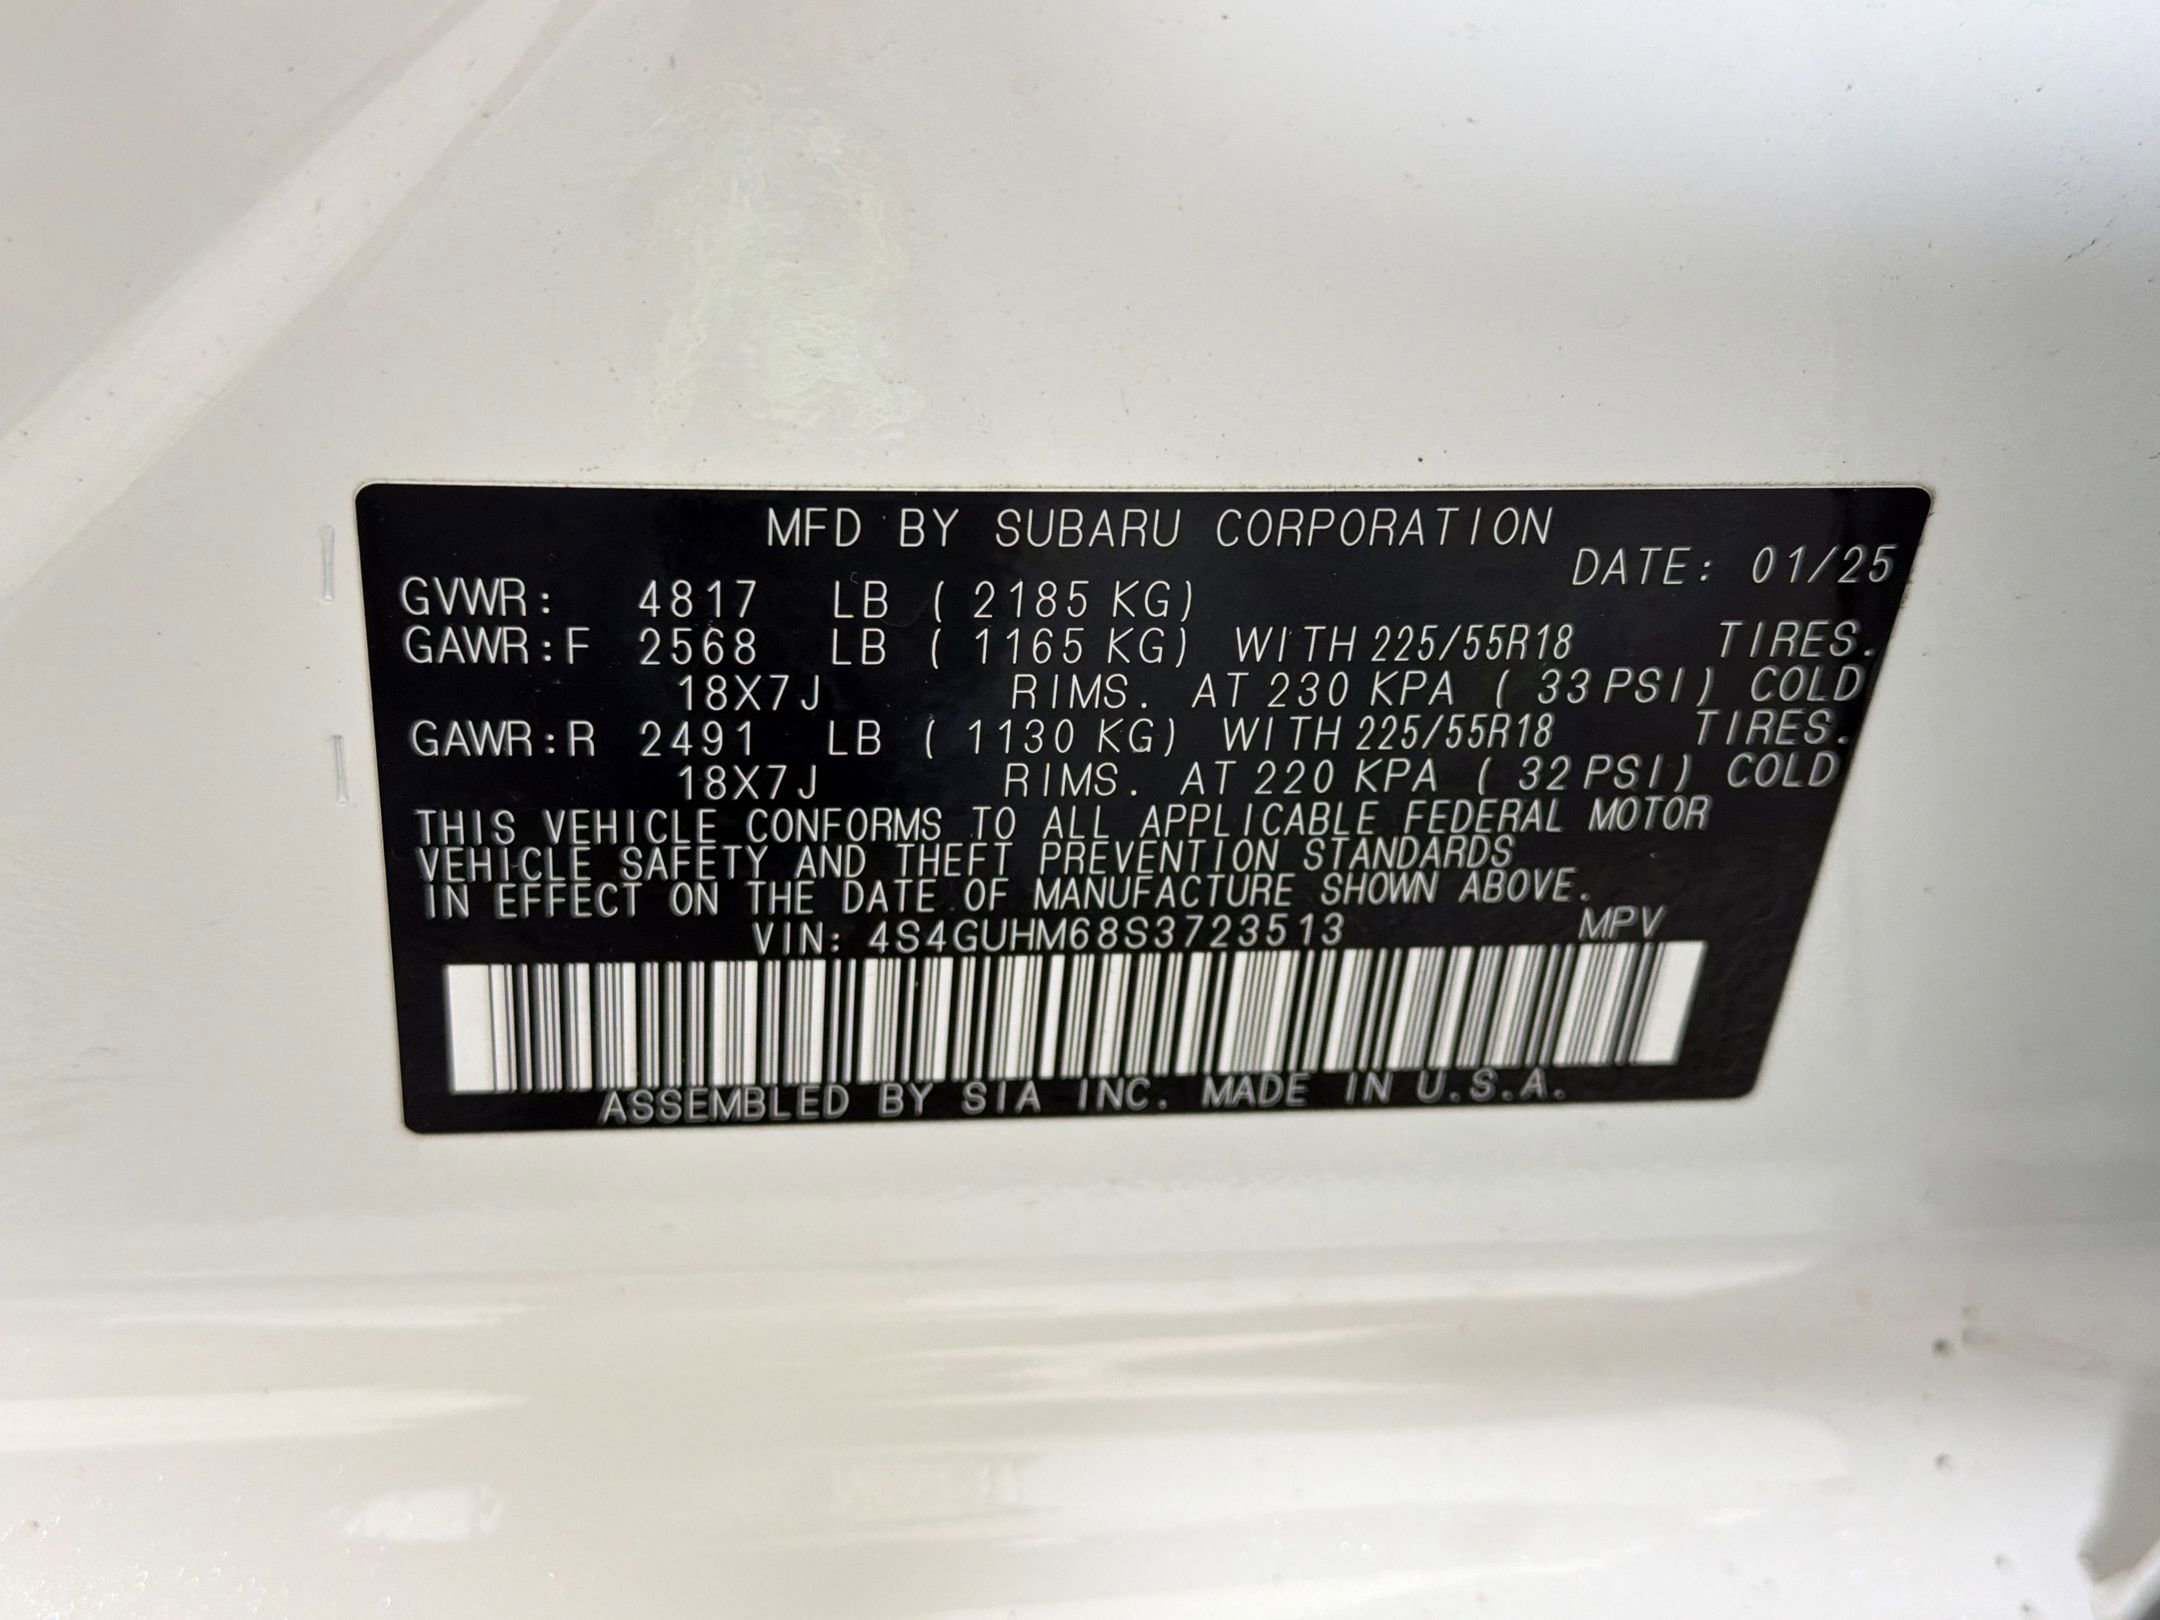 MFD BY SUBARU CORPORATION
DATE: 01/25
GVWR: 4817 LB ( 2185 KG)
GAWR:F 2568 LB ( 1165 KG) WITH 225/55R18 TIRES.
18X7J RIMS. AT 230 KPA ( 33 PSI) COLD
GAWR:R 2491 LB ( 1130 KG) WITH 225/55R18 TIRES.
18X7J RIMS. AT 220 KPA ( 32 PSI) COLD
THIS VEHICLE CONFORMS TO ALL APPLICABLE FEDERAL MOTOR
VEHICLE SAFETY AND THEFT PREVENTION STANDARDS
IN EFFECT ON THE DATE OF MANUFACTURE SHOWN ABOVE.
VIN: 4S4GUHM68S3723513 MPV
ASSEMBLED BY SIA INC. MADE IN U.S.A.